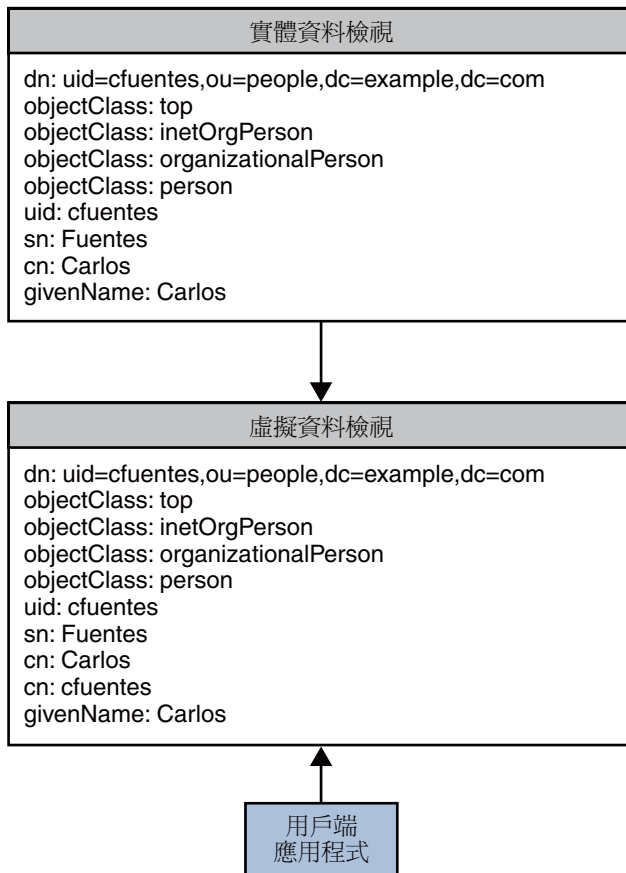 實體資料檢視
dn: uid=cfuentes,ou=people,dc=example,dc=com
objectClass: top
objectClass: inetOrgPerson
objectClass: organizationalPerson
objectClass: person
uid: cfuentes
sn: Fuentes
cn: Carlos
givenName: Carlos
虛擬資料檢視
dn: uid=cfuentes,ou=people,dc=example,dc=com
objectClass: top
objectClass: inetOrgPerson
objectClass: organizationalPerson
objectClass: person
uid: cfuentes
sn: Fuentes
cn: Carlos
cn: cfuentes
givenName: Carlos
用戶端
應用程式